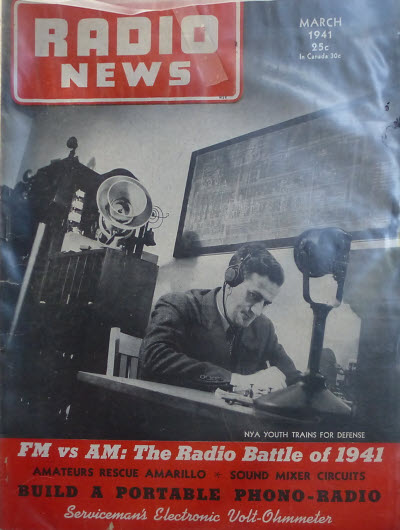 RADIO
NEWS
MARCH
1941
25c
In Canada 30c
NYA YOUTH TRAINS FOR DEFENSE
FM vs AM: The Radio Battle of 1941
AMATEURS RESCUE AMARILLO * SOUND MIXER CIRCUITS
BUILD A PORTABLE PHONO-RADIO
Serviceman's Electronic Volt-Ohmmeter